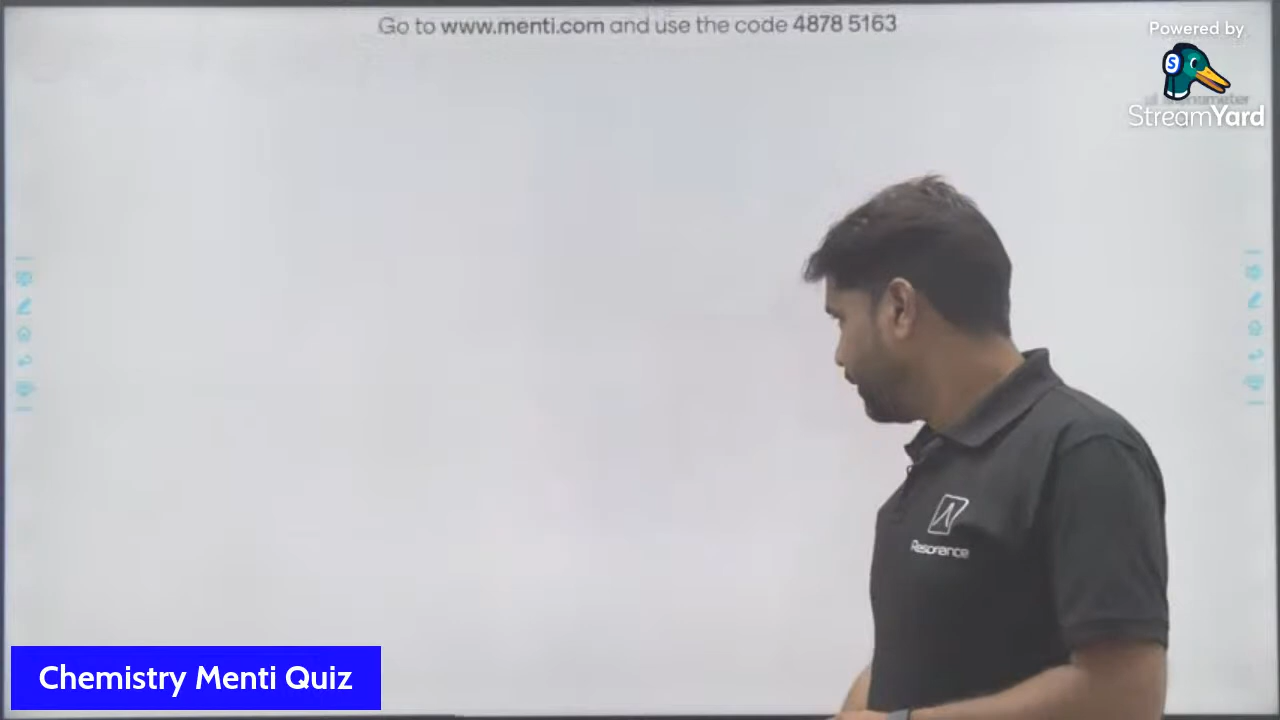 Go to www.menti.com and use the code 4878 5163
Powered by
S
StreamYard
Resonance
Chemistry Menti Quiz